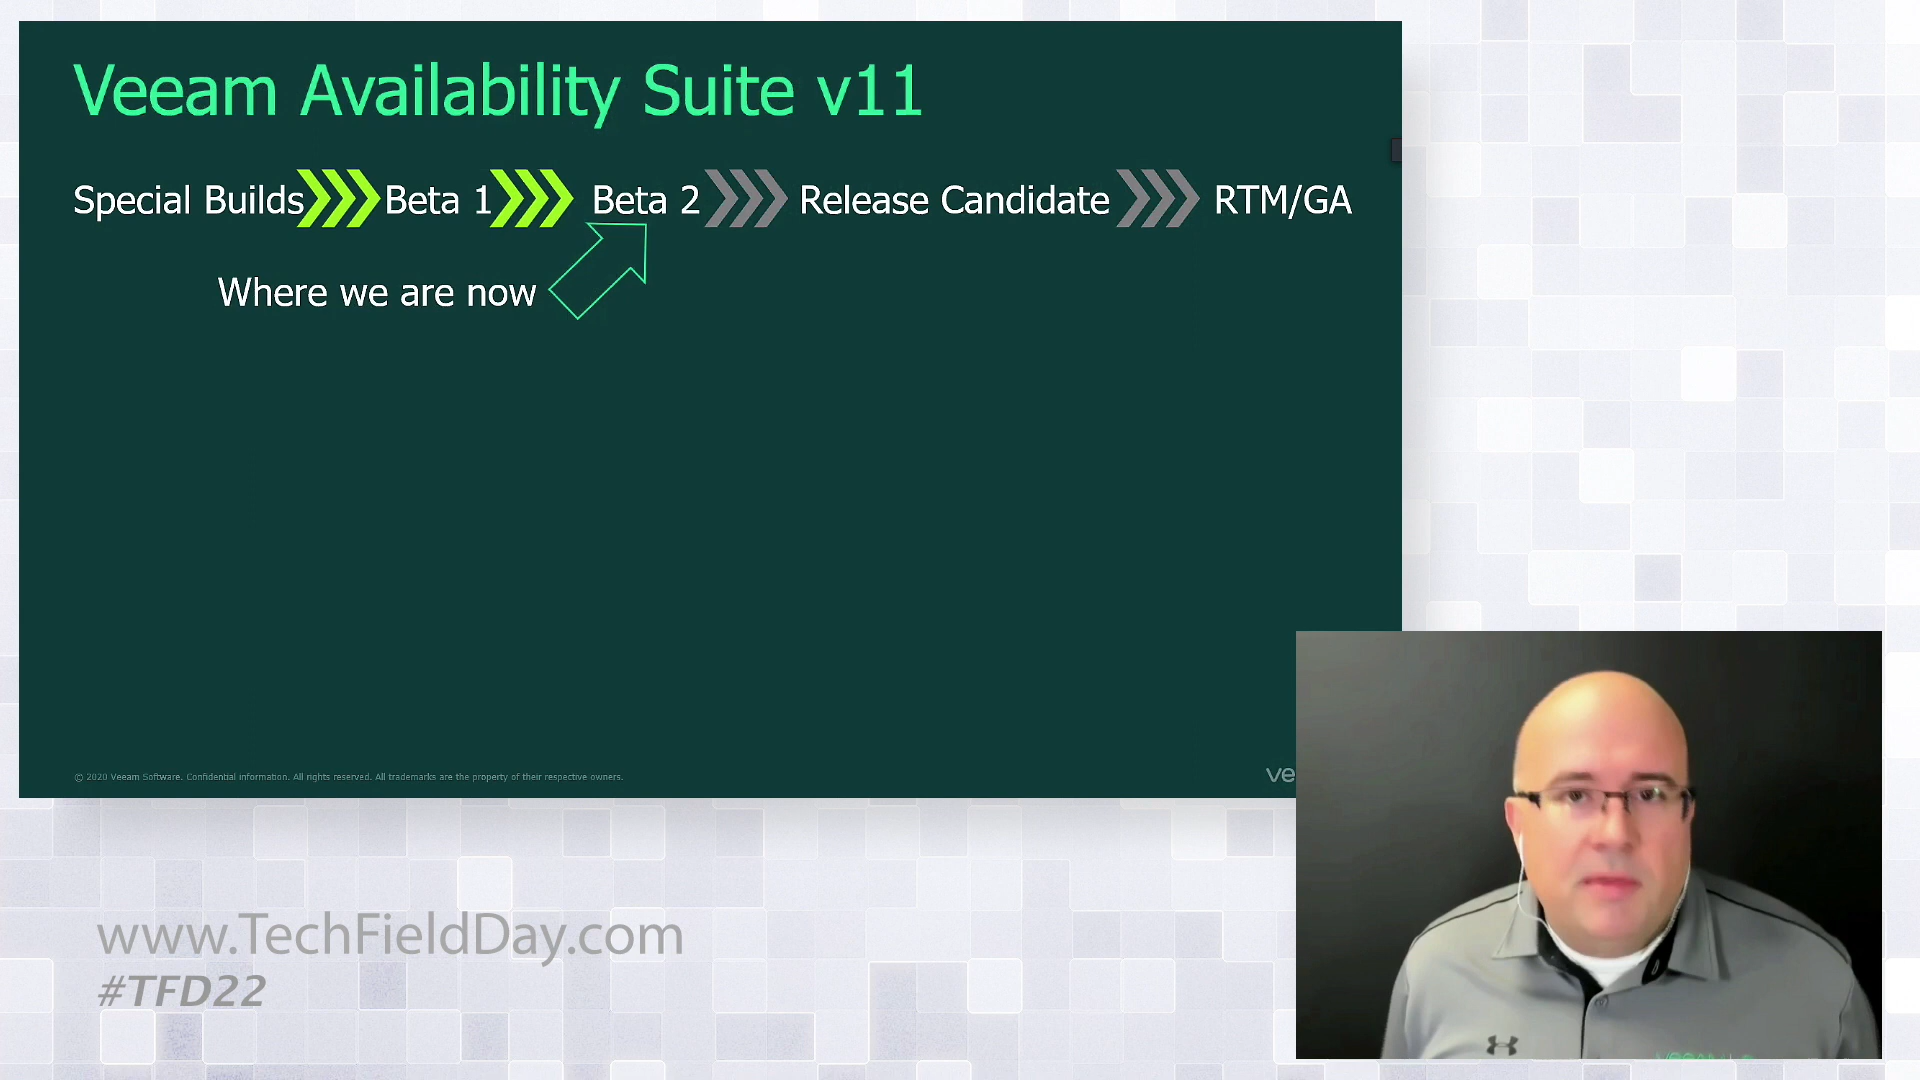 Veeam Availability Suite v11
Special Builds Beta 1 Beta 2 Release Candidate RTM/GA
Where we are now
© 2020 Veeam Software. Confidential information. All rights reserved. All trademarks are the property of their respective owners.
www.TechFieldDay.com
#TFD22